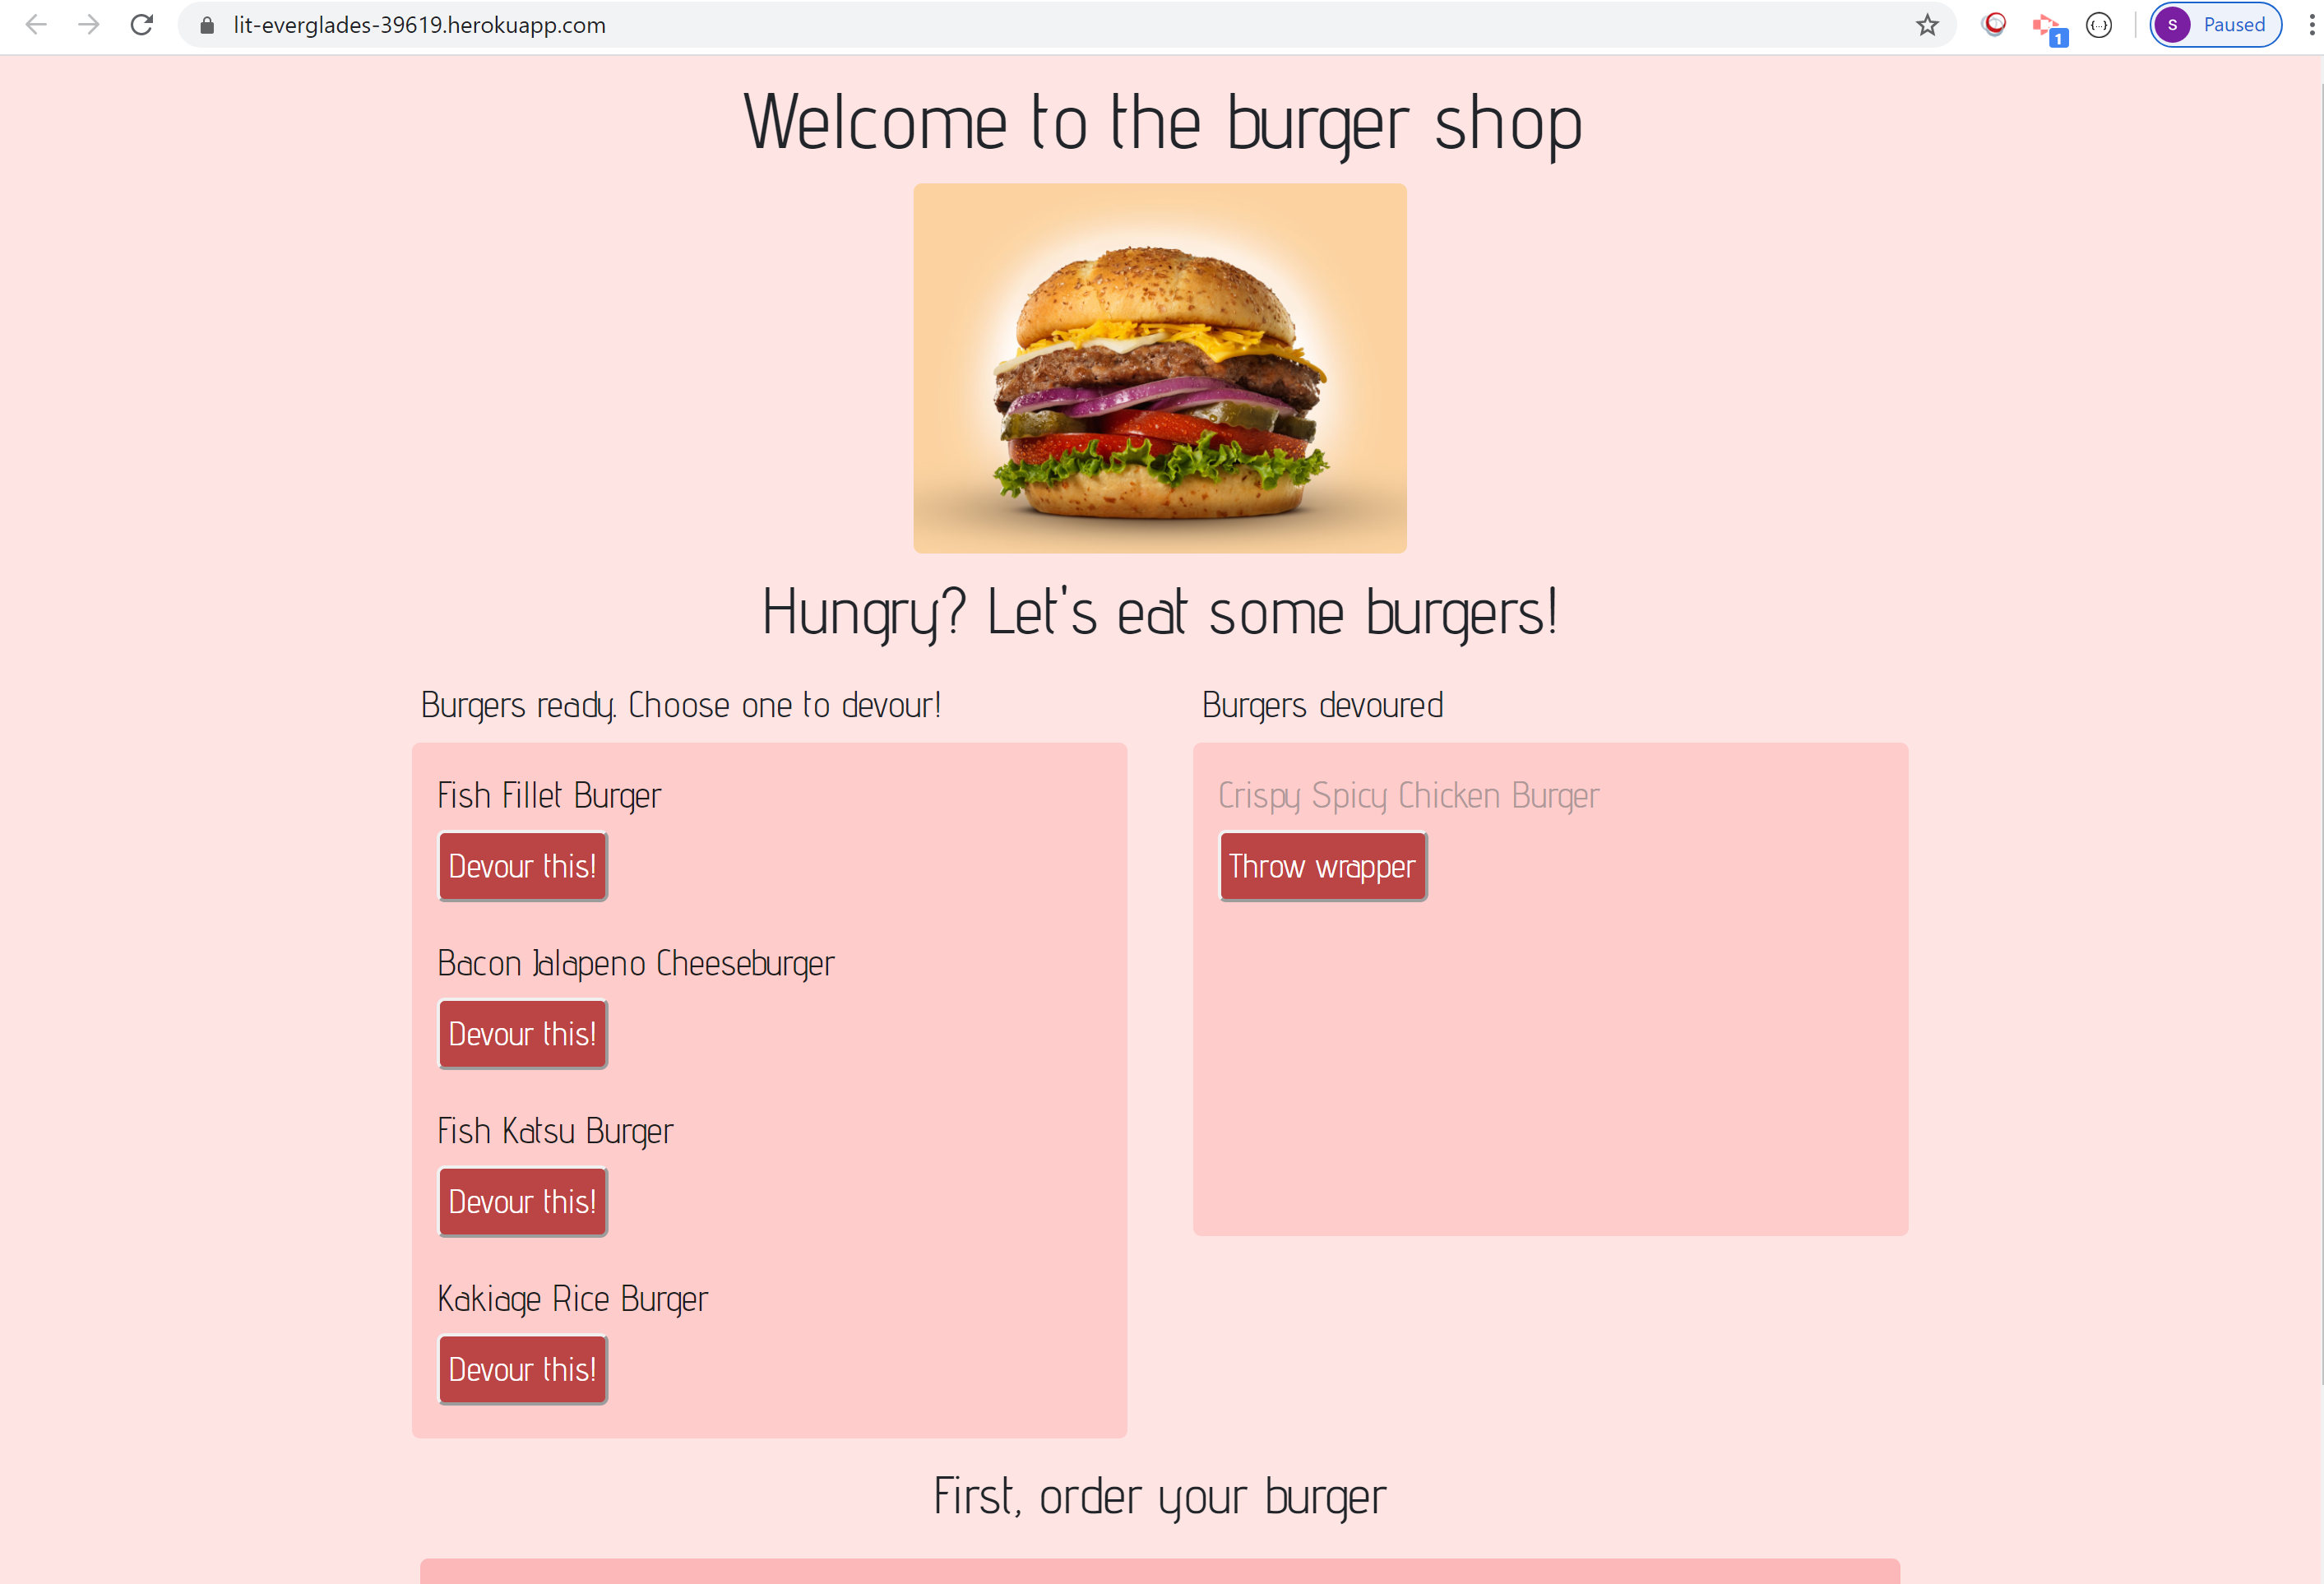 lit-everglades-39619.herokuapp.com
1
S
Paused
Welcome to the burger shop
Hungry? Let's eat some burgers!
Burgers ready. Choose one to devour!
Fish Fillet Burger
Devour this!
Bacon Jalapeno Cheeseburger
Devour this!
Fish Katsu Burger
Devour this!
Kakiage Rice Burger
Devour this!
Burgers devoured
Crispy Spicy Chicken Burger
Throw wrapper
First, order your burger